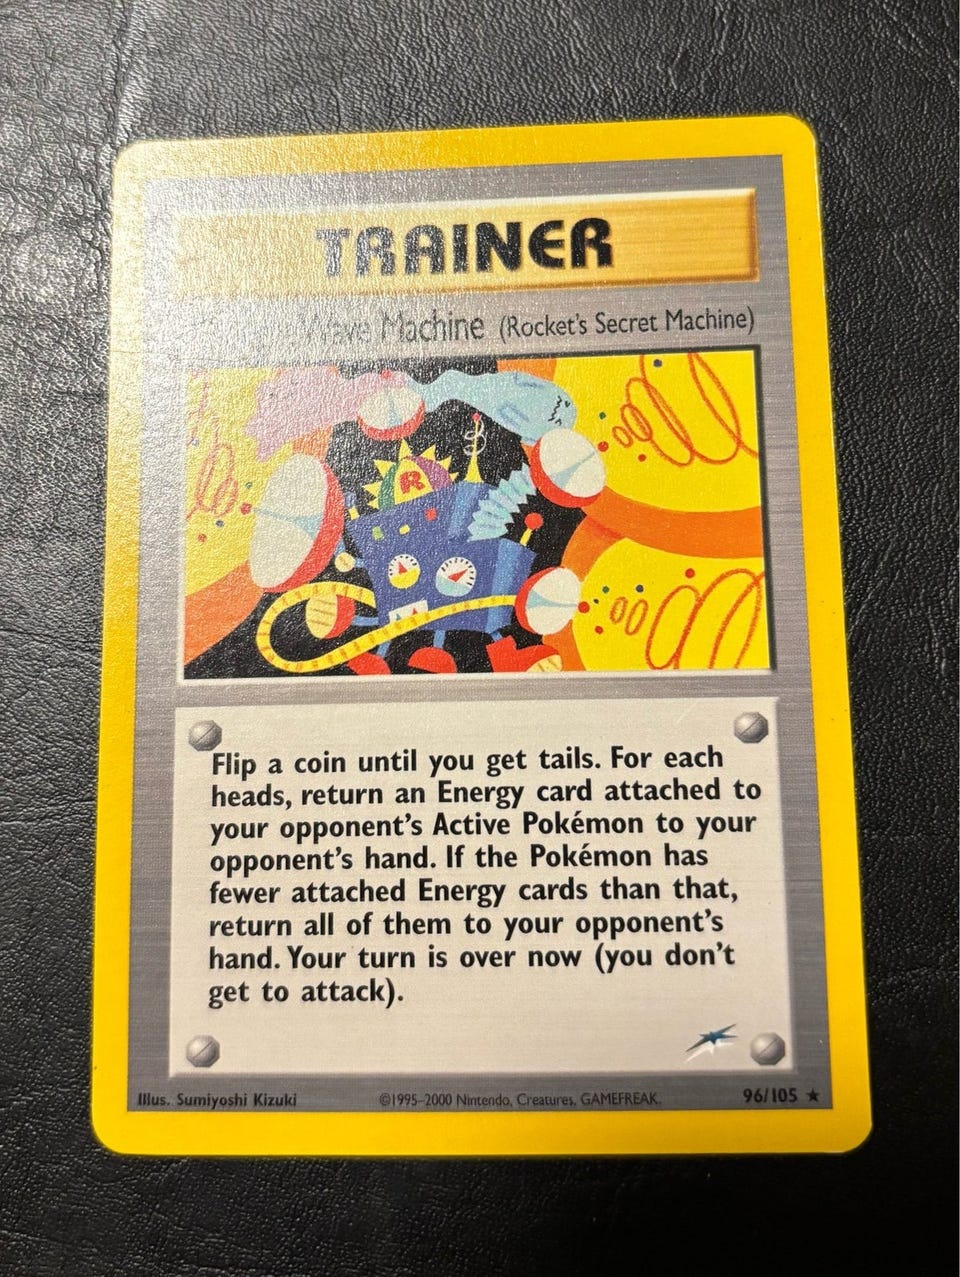 TRAINER
Wave Machine (Rocket's Secret Machine)
R
Flip a coin until you get tails. For each
heads, return an Energy card attached to
your opponent's Active Pokémon to your
opponent's hand. If the Pokémon has
fewer attached Energy cards than that,
return all of them to your opponent's
hand. Your turn is over now (you don't
get to attack).
Illus. Sumiyoshi Kizuki
©1995–2000 Nintendo, Creatures, GAMEFREAK.
96/105 ★